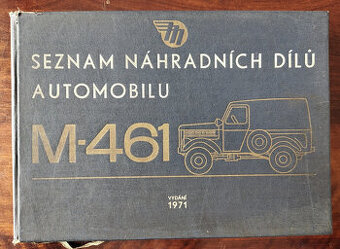 SEZNAM NÁHRADNÍCH DÍLŮ
AUTOMOBILU
M-461
VYDÁNÍ
1971